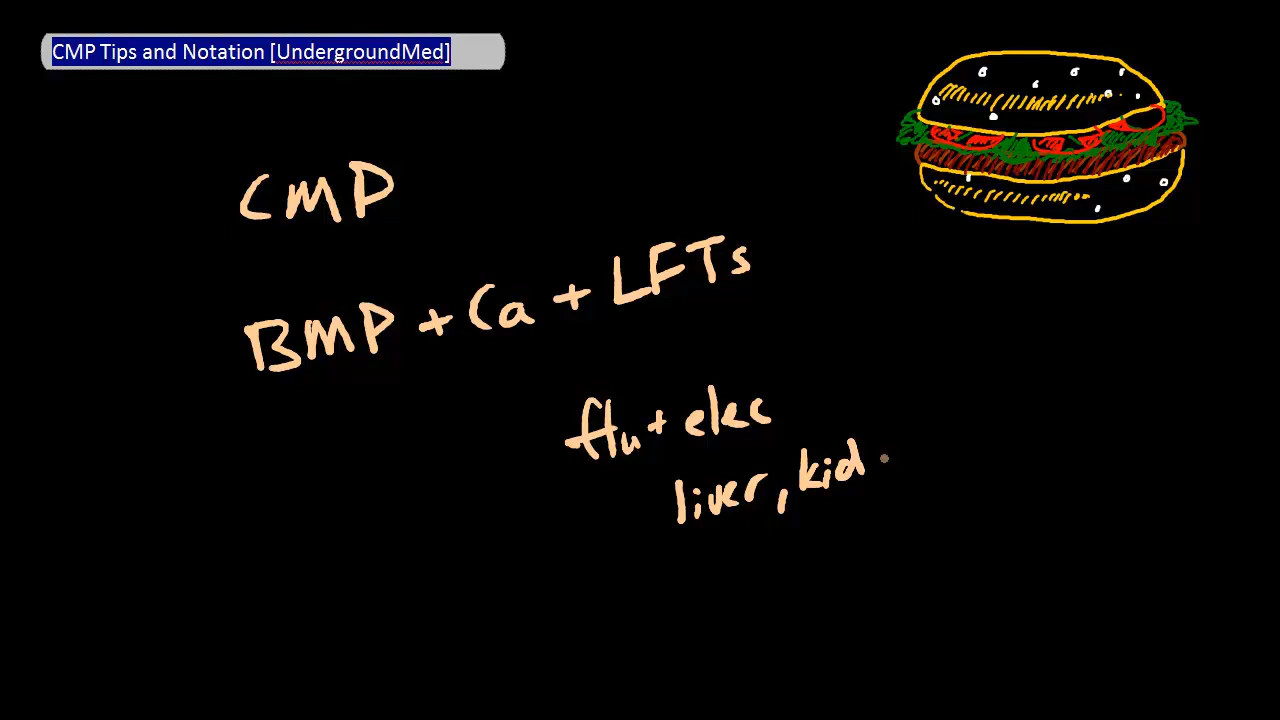 CMP Tips and Notation [UndergroundMed]
CMP
BMP + Ca + LFTs
flu + elec
liver, kid